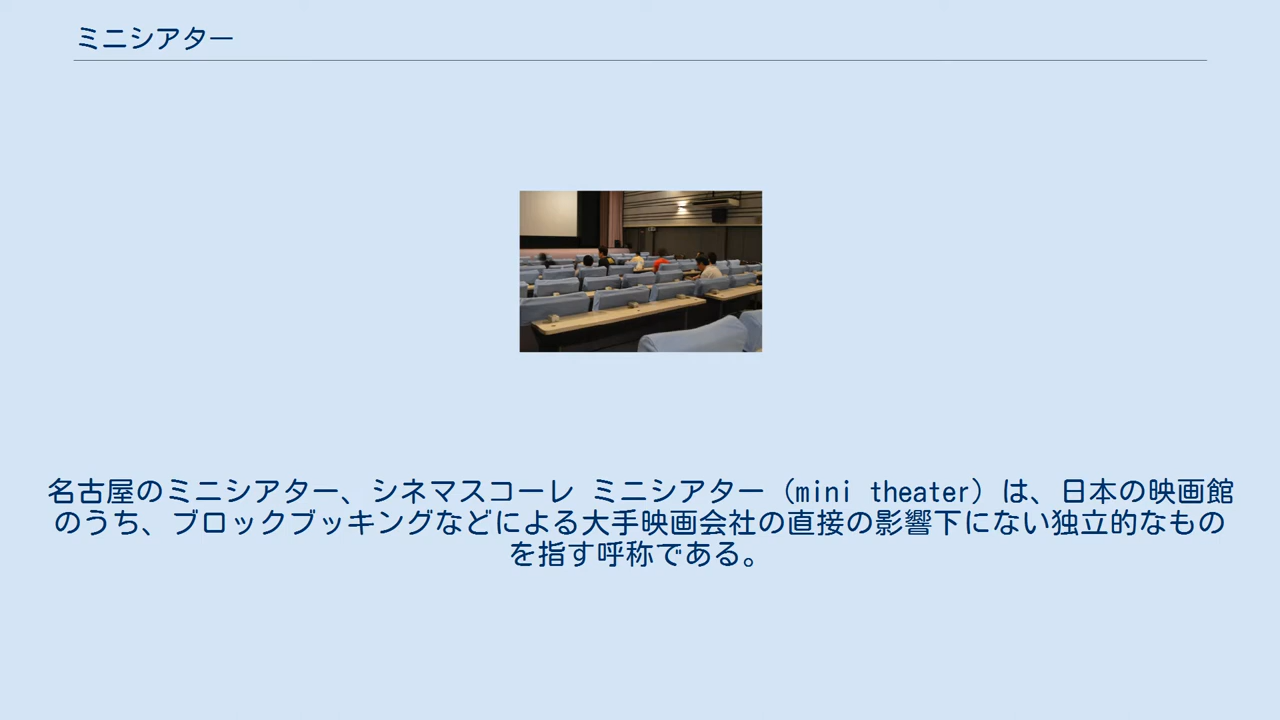 ミニシアター
名古屋のミニシアター、シネマスコーレ ミニシアター（mini theater）は、日本の映画館
のうち、ブロックブッキングなどによる大手映画会社の直接の影響下にない独立的なもの
を指す呼称である。